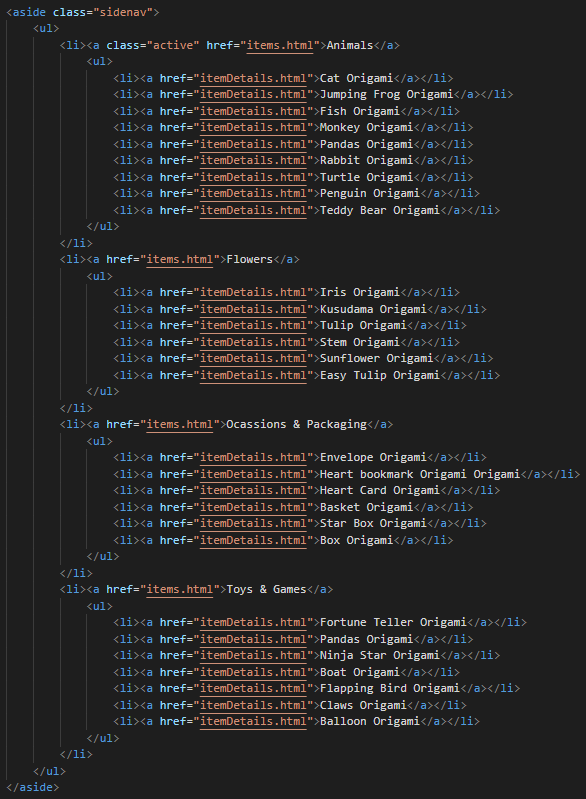 <aside class="sidenav">
<ul>
<li><a class="active" href="items.html">Animals</a>
<ul>
<li><a href="itemDetails.html">Cat Origami</a></li>
<li><a href="itemDetails.html">Jumping Frog Origami</a></li>
<li><a href="itemDetails.html">Fish Origami</a></li>
<li><a href="itemDetails.html">Monkey Origami</a></li>
<li><a href="itemDetails.html">Pandas Origami</a></li>
<li><a href="itemDetails.html">Rabbit Origami</a></li>
<li><a href="itemDetails.html">Turtle Origami</a></li>
<li><a href="itemDetails.html">Penguin Origami</a></li>
<li><a href="itemDetails.html">Teddy Bear Origami</a></li>
</ul>
</li>
<li><a href="items.html">Flowers</a>
<ul>
<li><a href="itemDetails.html">Iris Origami</a></li>
<li><a href="itemDetails.html">Kusudama Origami</a></li>
<li><a href="itemDetails.html">Tulip Origami</a></li>
<li><a href="itemDetails.html">Stem Origami</a></li>
<li><a href="itemDetails.html">Sunflower Origami</a></li>
<li><a href="itemDetails.html">Easy Tulip Origami</a></li>
</ul>
</li>
<li><a href="items.html">Ocassions & Packaging</a>
<ul>
<li><a href="itemDetails.html">Envelope Origami</a></li>
<li><a href="itemDetails.html">Heart bookmark Origami Origami</a></li>
<li><a href="itemDetails.html">Heart Card Origami</a></li>
<li><a href="itemDetails.html">Basket Origami</a></li>
<li><a href="itemDetails.html">Star Box Origami</a></li>
<li><a href="itemDetails.html">Box Origami</a></li>
</ul>
</li>
<li><a href="items.html">Toys & Games</a>
<ul>
<li><a href="itemDetails.html">Fortune Teller Origami</a></li>
<li><a href="itemDetails.html">Pandas Origami</a></li>
<li><a href="itemDetails.html">Ninja Star Origami</a></li>
<li><a href="itemDetails.html">Boat Origami</a></li>
<li><a href="itemDetails.html">Flapping Bird Origami</a></li>
<li><a href="itemDetails.html">Claws Origami</a></li>
<li><a href="itemDetails.html">Balloon Origami</a></li>
</ul>
</li>
</ul>
</aside>